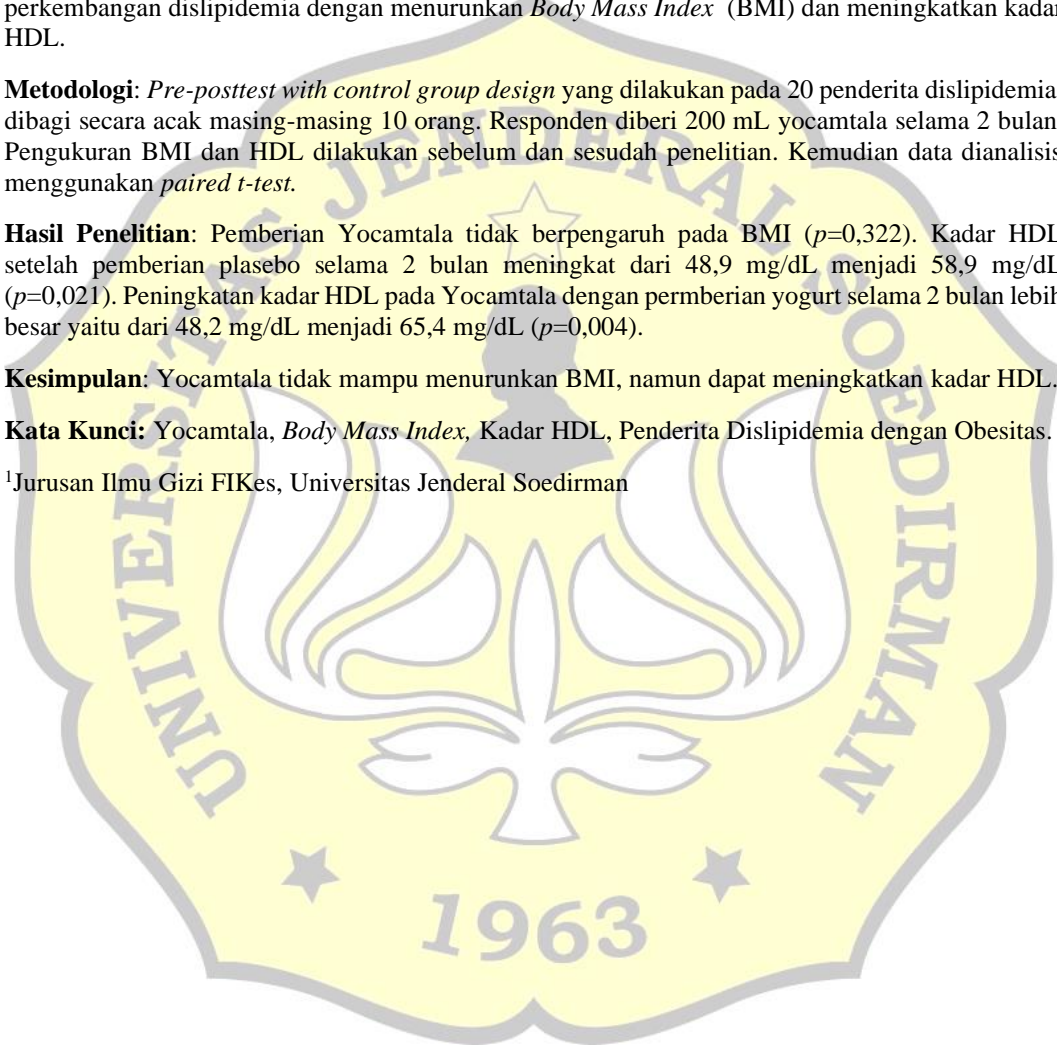 perkembangan dislipidemia dengan menurunkan Body Mass Index (BMI) dan meningkatkan kadar
HDL.
Metodologi: Pre-posttest with control group design yang dilakukan pada 20 penderita dislipidemia
dibagi secara acak masing-masing 10 orang. Responden diberi 200 mL yocamtala selama 2 bulan
Pengukuran BMI dan HDL dilakukan sebelum dan sesudah penelitian. Kemudian data dianalisis
menggunakan paired t-test.
Hasil Penelitian: Pemberian Yocamtala tidak berpengaruh pada BMI (p=0,322). Kadar HDL
setelah pemberian plasebo selama 2 bulan meningkat dari 48,9 mg/dL menjadi 58,9 mg/dL
(p=0,021). Peningkatan kadar HDL pada Yocamtala dengan permberian yogurt selama 2 bulan lebih
besar yaitu dari 48,2 mg/dL menjadi 65,4 mg/dL (p=0,004).
Kesimpulan: Yocamtala tidak mampu menurunkan BMI, namun dapat meningkatkan kadar HDL.
Kata Kunci: Yocamtala, Body Mass Index, Kadar HDL, Penderita Dislipidemia dengan Obesitas.
¹Jurusan Ilmu Gizi FIKes, Universitas Jenderal Soedirman
UNIVERSITAS JENDERAL SOEDIRMAN
1963